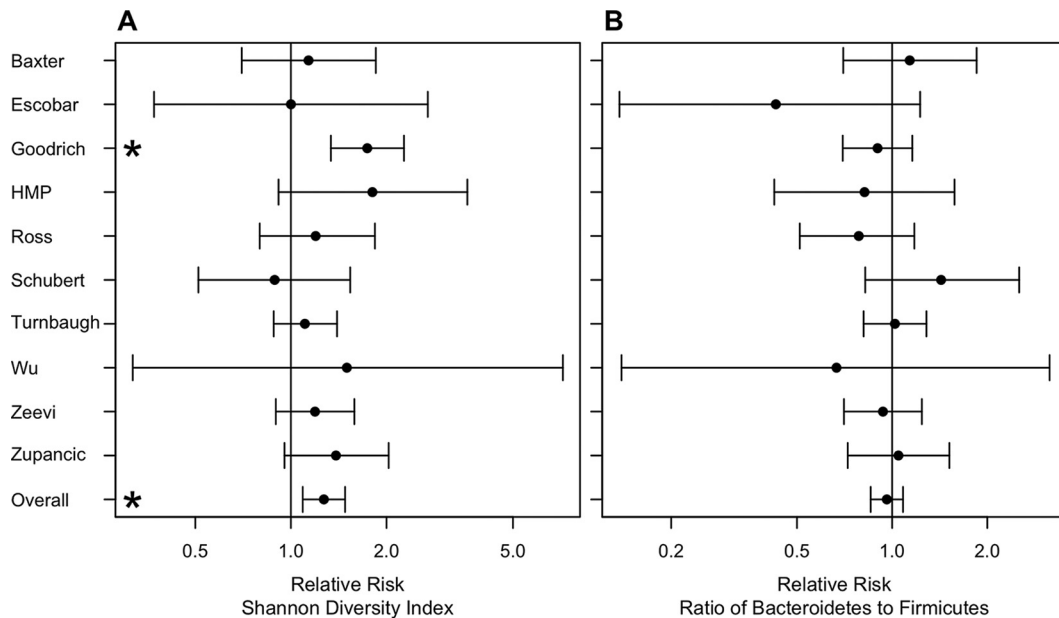 A B
Baxter
Escobar
Goodrich *
HMP
Ross
Schubert
Turnbaugh
Wu
Zeevi
Zupancic
Overall *
0.5 1.0 2.0 5.0 0.2 0.5 1.0 2.0
Relative Risk Relative Risk
Shannon Diversity Index Ratio of Bacteroidetes to Firmicutes